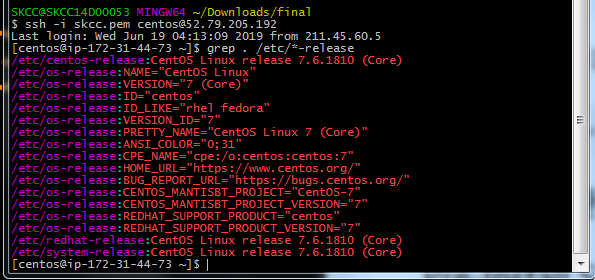 SKCC@SKCC14D00053 MINGW64 ~/Downloads/final
$ ssh -i skcc.pem centos@52.79.205.192
Last login: Wed Jun 19 04:13:09 2019 from 211.45.60.5
[centos@ip-172-31-44-73 ~]$ grep . /etc/*-release
/etc/centos-release:CentOS Linux release 7.6.1810 (Core)
/etc/os-release:NAME="CentOS Linux"
/etc/os-release:VERSION="7 (Core)"
/etc/os-release:ID="centos"
/etc/os-release:ID_LIKE="rhel fedora"
/etc/os-release:VERSION_ID="7"
/etc/os-release:PRETTY_NAME="CentOS Linux 7 (Core)"
/etc/os-release:ANSI_COLOR="0;31"
/etc/os-release:CPE_NAME="cpe:/o:centos:centos:7"
/etc/os-release:HOME_URL="https://www.centos.org/"
/etc/os-release:BUG_REPORT_URL="https://bugs.centos.org/"
/etc/os-release:CENTOS_MANTISBT_PROJECT="CentOS-7"
/etc/os-release:CENTOS_MANTISBT_PROJECT_VERSION="7"
/etc/os-release:REDHAT_SUPPORT_PRODUCT="centos"
/etc/os-release:REDHAT_SUPPORT_PRODUCT_VERSION="7"
/etc/redhat-release:CentOS Linux release 7.6.1810 (Core)
/etc/system-release:CentOS Linux release 7.6.1810 (Core)
[centos@ip-172-31-44-73 ~]$